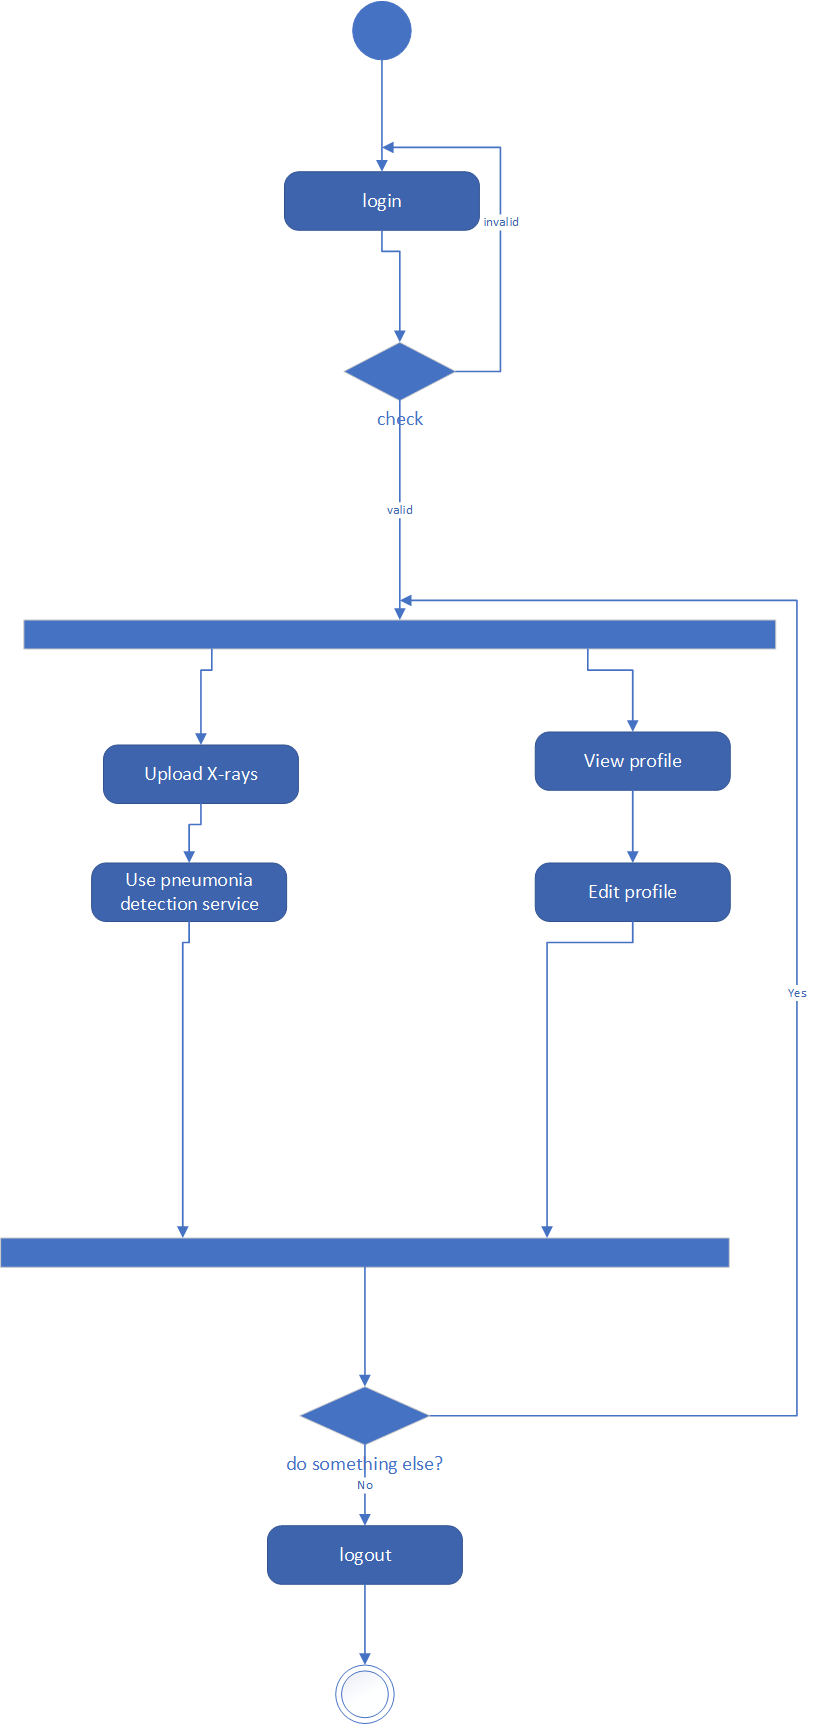 login
invalid
check
valid
Upload X-rays
View profile
Use pneumonia
detection service
Edit profile
Yes
do something else?
No
logout